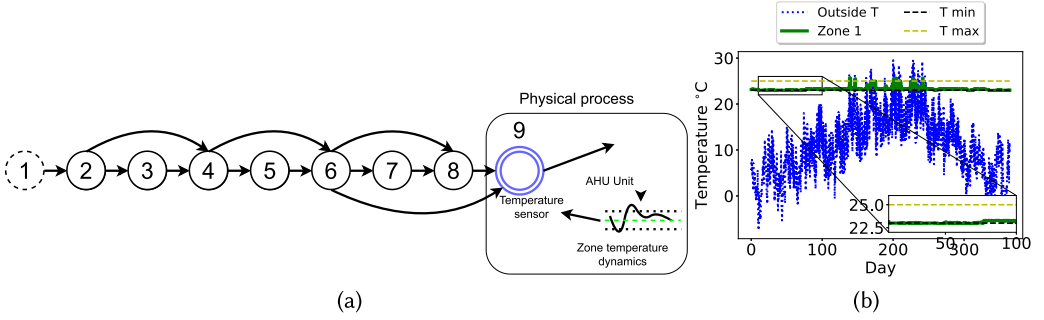 Physical process
1
2
3
4
5
6
7
8
9
AHU Unit
Temperature
sensor
Zone temperature
dynamics
(a)
Outside T
Zone 1
T min
T max
Temperature °C
30
20
10
0
25.0
22.5
50
100
0
100
200
300
Day
(b)